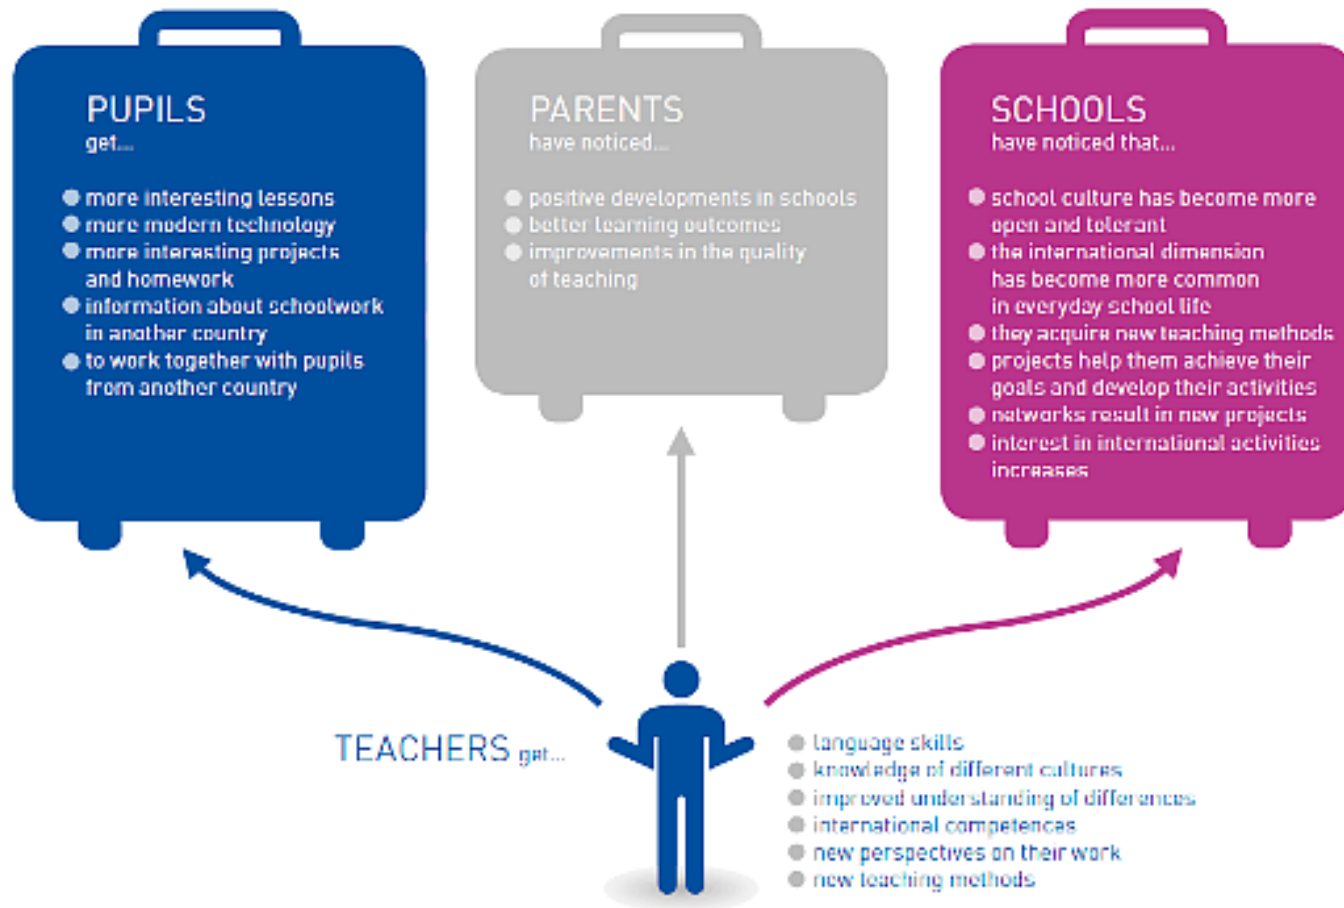 PUPILS
get...
more interesting lessons
more modern technology
more interesting projects
and homework
information about schoolwork
in another country
to work together with pupils
from another country
PARENTS
have noticed...
positive developments in schools
better learning outcomes
improvements in the quality
of teaching
SCHOOLS
have noticed that...
school culture has become more
open and tolerant
the international dimension
has become more common
in everyday school life
they acquire new teaching methods
projects help them achieve their
goals and develop their activities
networks result in new projects
interest in international activities
increases
TEACHERS get...
language skills
knowledge of different cultures
improved understanding of differences
international competences
new perspectives on their work
new teaching methods